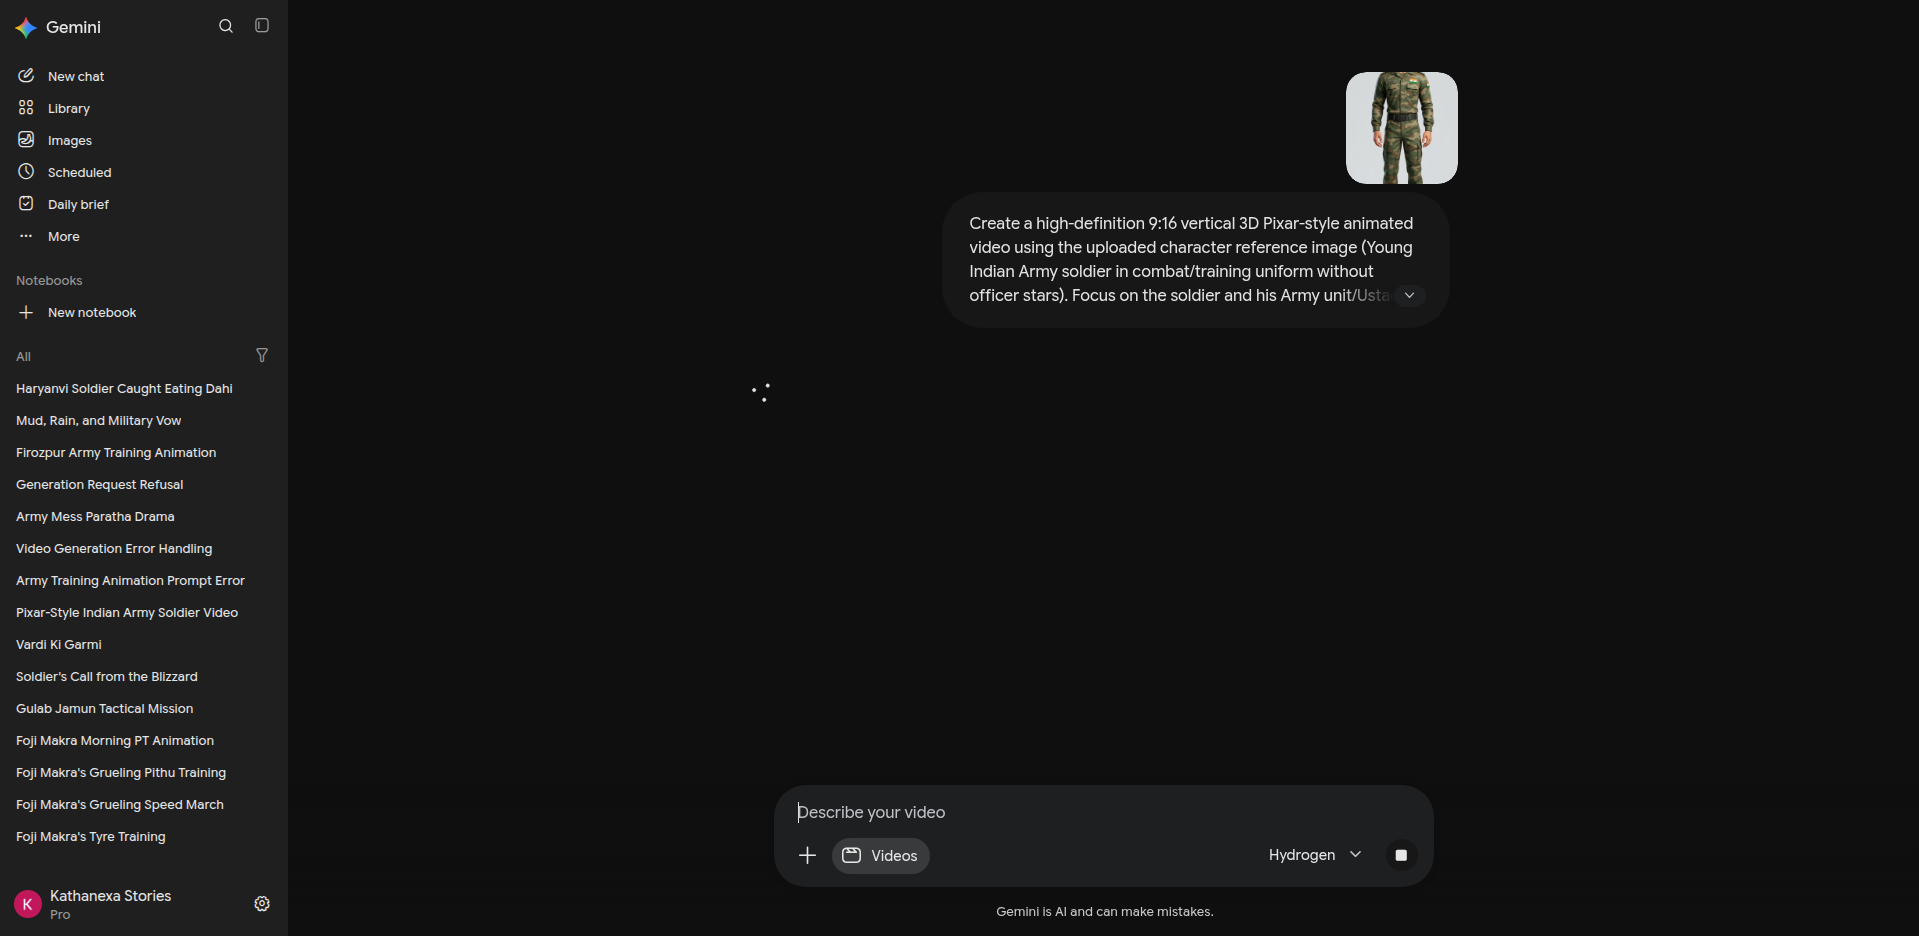 Gemini
New chat
Library
Images
Scheduled
Daily brief
More
Notebooks
New notebook
All
Haryanvi Soldier Caught Eating Dahi
Mud, Rain, and Military Vow
Firozpur Army Training Animation
Generation Request Refusal
Army Mess Paratha Drama
Video Generation Error Handling
Army Training Animation Prompt Error
Pixar-Style Indian Army Soldier Video
Vardi Ki Garmi
Soldier's Call from the Blizzard
Gulab Jamun Tactical Mission
Foji Makra Morning PT Animation
Foji Makra's Grueling Pithu Training
Foji Makra's Grueling Speed March
Foji Makra's Tyre Training
K
Kathanexa Stories
Pro
Create a high-definition 9:16 vertical 3D Pixar-style animated
video using the uploaded character reference image (Young
Indian Army soldier in combat/training uniform without
officer stars). Focus on the soldier and his Army unit/Usta
Describe your video
Videos
Hydrogen
Gemini is AI and can make mistakes.